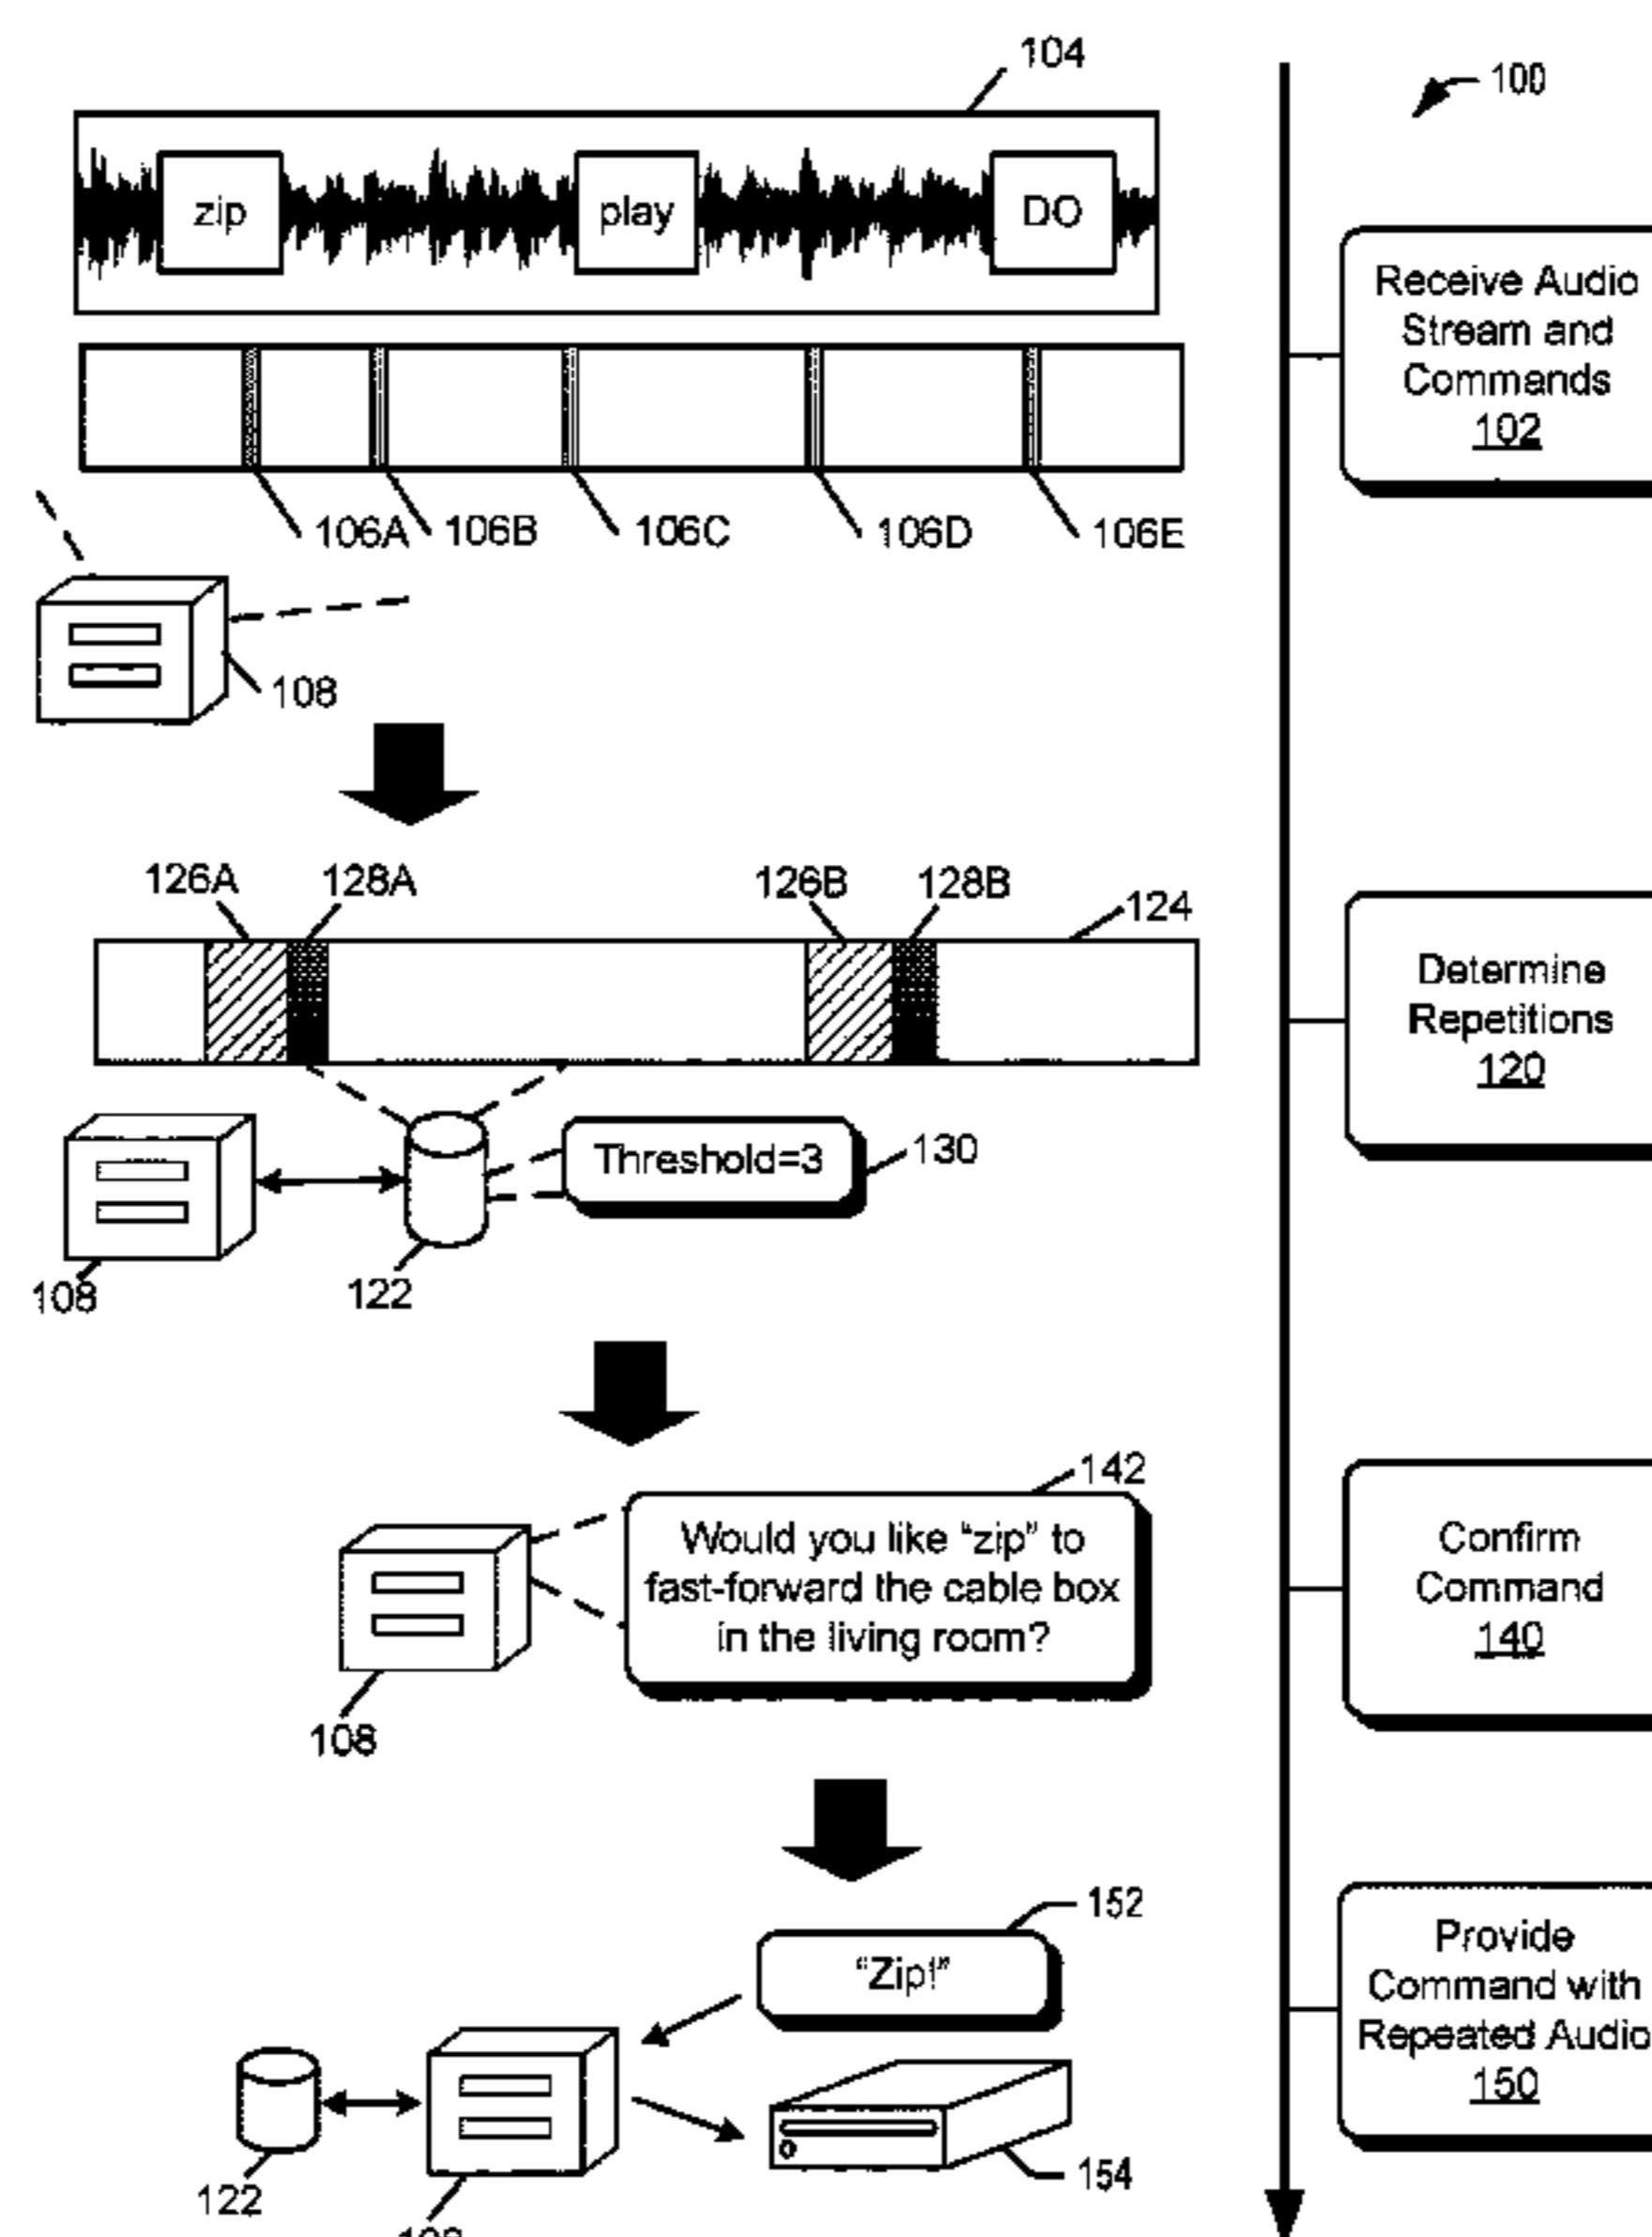 104
100
zip
play
DO
Receive Audio
Stream and
Commands
102
106A
106B
106C
106D
106E
108
126A
128A
126B
128B
124
Determine
Repetitions
120
Threshold=3
130
108
122
142
Would you like “zip” to
fast-forward the cable box
in the living room?
Confirm
Command
140
108
152
“Zip!”
Provide
Command with
Repeated Audio
150
122
154